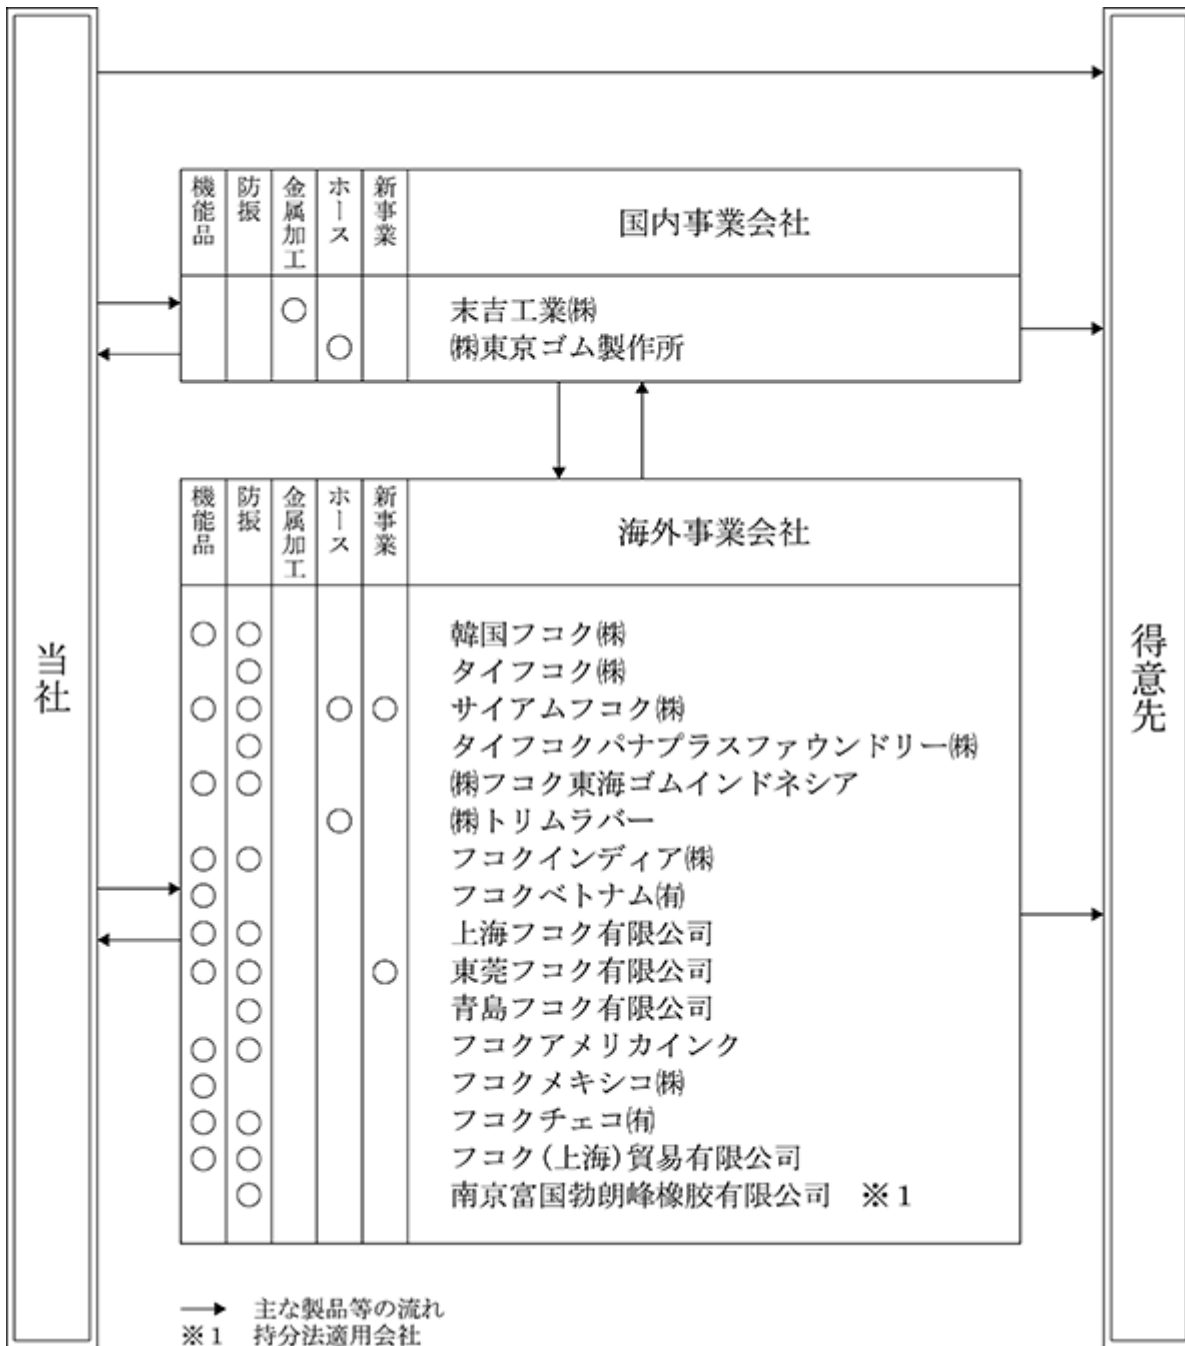 当社
得意先
機能品
防振
金属加工
ホース
新事業
国内事業会社
○ 末吉工業㈱
○ ㈱東京ゴム製作所
機能品
防振
金属加工
ホース
新事業
海外事業会社
○ ○ 韓国フコク㈱
○ タイフコク㈱
○ ○ ○ ○ サイアムフコク㈱
○ タイフコクパナプラスファウンドリー㈱
○ ○ ㈱フコク東海ゴムインドネシア
○ ㈱トリムラバー
○ ○ フコクインディア㈱
○ フコクベトナム㈲
○ ○ 上海フコク有限公司
○ ○ ○ 東莞フコク有限公司
○ 青島フコク有限公司
○ ○ フコクアメリカインク
○ フコクメキシコ㈱
○ ○ フコクチェコ㈲
○ ○ フコク(上海)貿易有限公司
○ 南京富国勃朗峰橡胶有限公司 ※1
→ 主な製品等の流れ
※1 持分法適用会社